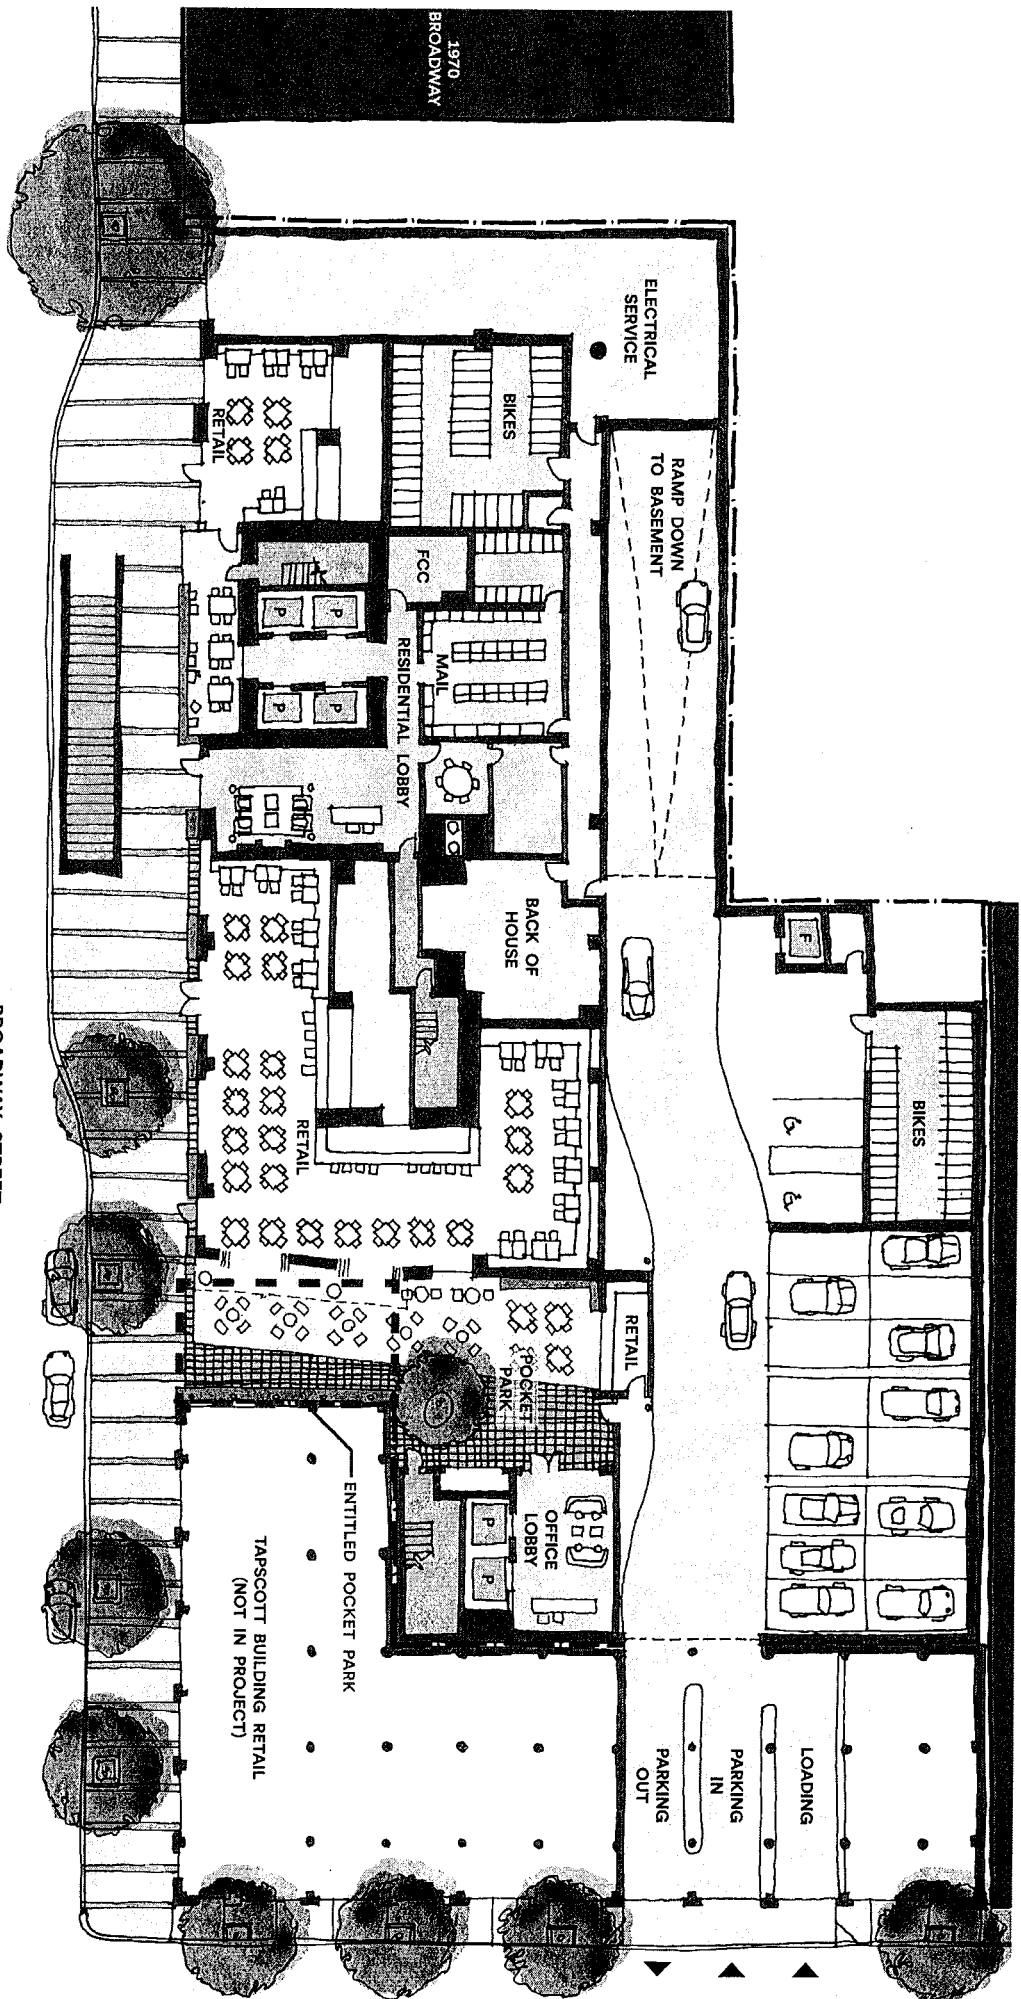 1970
BROADWAY
ELECTRICAL
SERVICE
BIKES
RETAIL
RAMP DOWN
TO BASEMENT
FCC
P
P
P
P
MAIL
RESIDENTIAL LOBBY
BACK OF
HOUSE
F
BIKES
RETAIL
RETAIL
POCKET
PARK
OFFICE
LOBBY
P
P
ENTITLED POCKET PARK
TAPSCOTT BUILDING RETAIL
(NOT IN PROJECT)
LOADING
PARKING
IN
PARKING
OUT